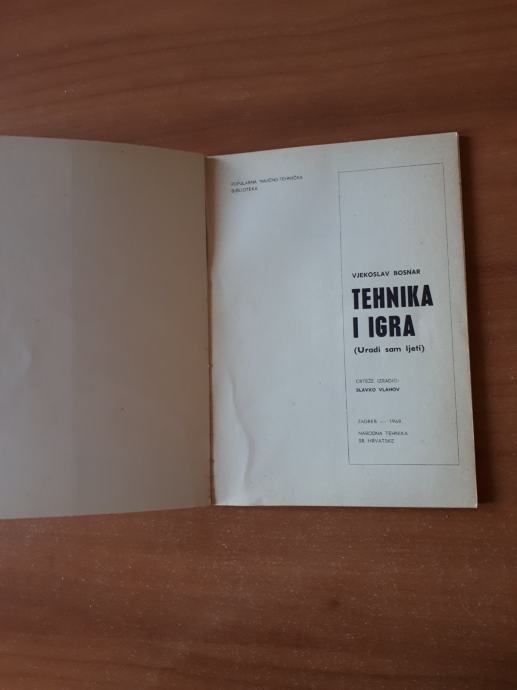 POPULARNA NAUČNO-TEHNIČKA
BIBLIOTEKA
VJEKOSLAV BOSNAR
TEHNIKA
I IGRA
(Uradi sam ljeti)
CRTEŽE IZRADIO:
SLAVKO VLAHOV
ZAGREB — 1968.
NARODNA TEHNIKA
SR HRVATSKE